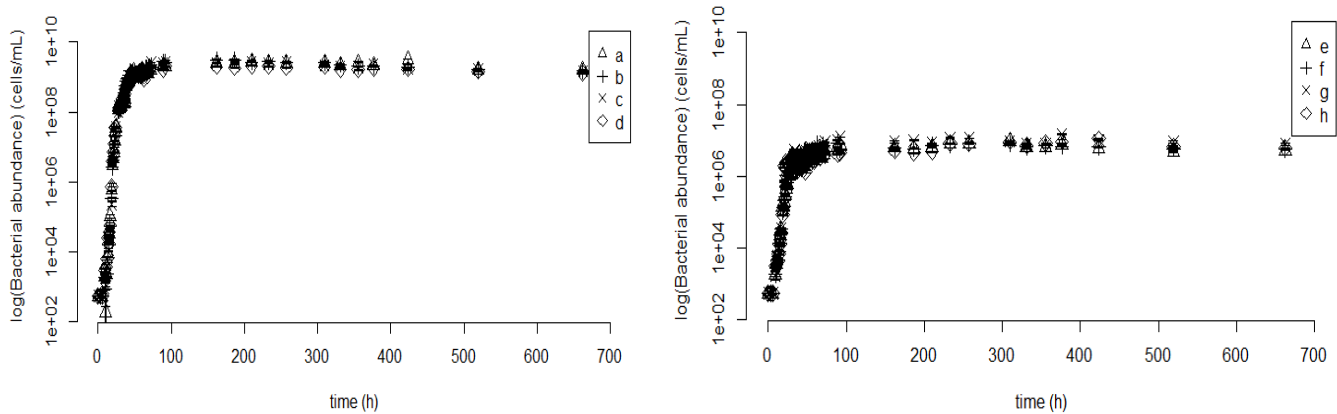 log(Bacterial abundance) (cells/mL)
1e+10
1e+08
1e+06
1e+04
1e+02
0 100 200 300 400 500 600 700
time (h)
a
b
c
d
log(Bacterial abundance) (cells/mL)
1e+10
1e+08
1e+06
1e+04
1e+02
0 100 200 300 400 500 600 700
time (h)
e
f
g
h